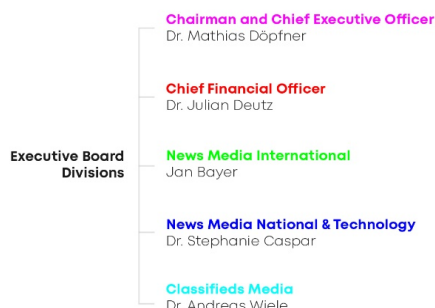 Chairman and Chief Executive Officer
Dr. Mathias Döpfner
Chief Financial Officer
Dr. Julian Deutz
Executive Board
Divisions
News Media International
Jan Bayer
News Media National & Technology
Dr. Stephanie Caspar
Classifieds Media
Dr. Andreas Wiele